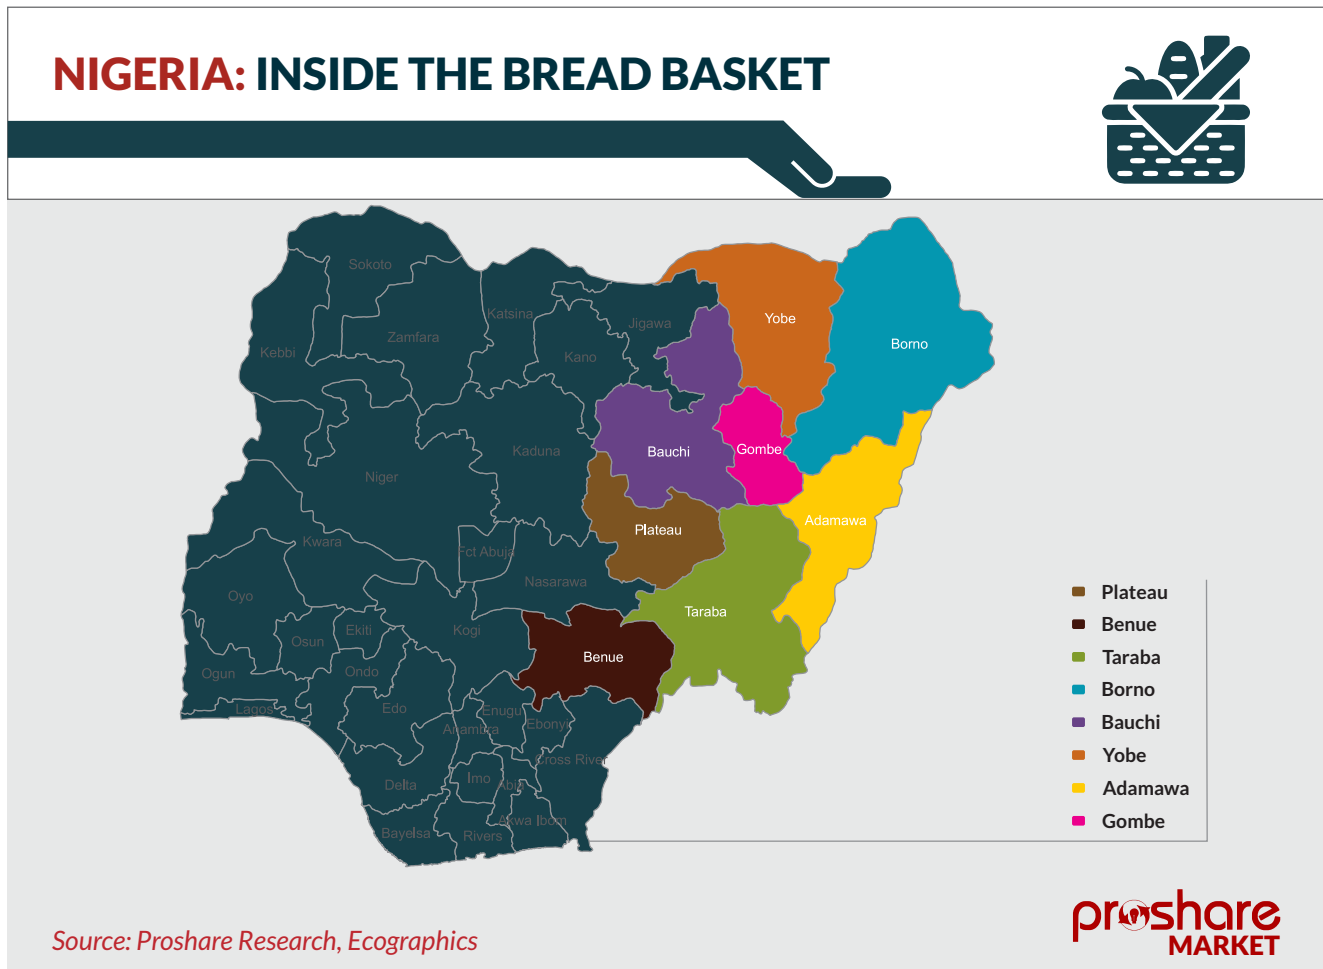 NIGERIA: INSIDE THE BREAD BASKET
Sokoto
Katsina
Jigawa
Yobe
Zamfara
Borno
Kebbi
Kano
Kaduna
Bauchi
Gombe
Niger
Adamawa
Plateau
Kwara
Fct Abuja
Nasarawa
Oyo
Taraba
Ekiti
Kogi
Osun
Benue
Ogun
Ondo
Lagos
Edo
Enugu
Anambra
Ebonyi
Cross River
Delta
Imo
Abia
Akwa Ibom
Bayelsa
Rivers
Plateau
Benue
Taraba
Borno
Bauchi
Yobe
Adamawa
Gombe
Source: Proshare Research, Ecographics
proshare
MARKET